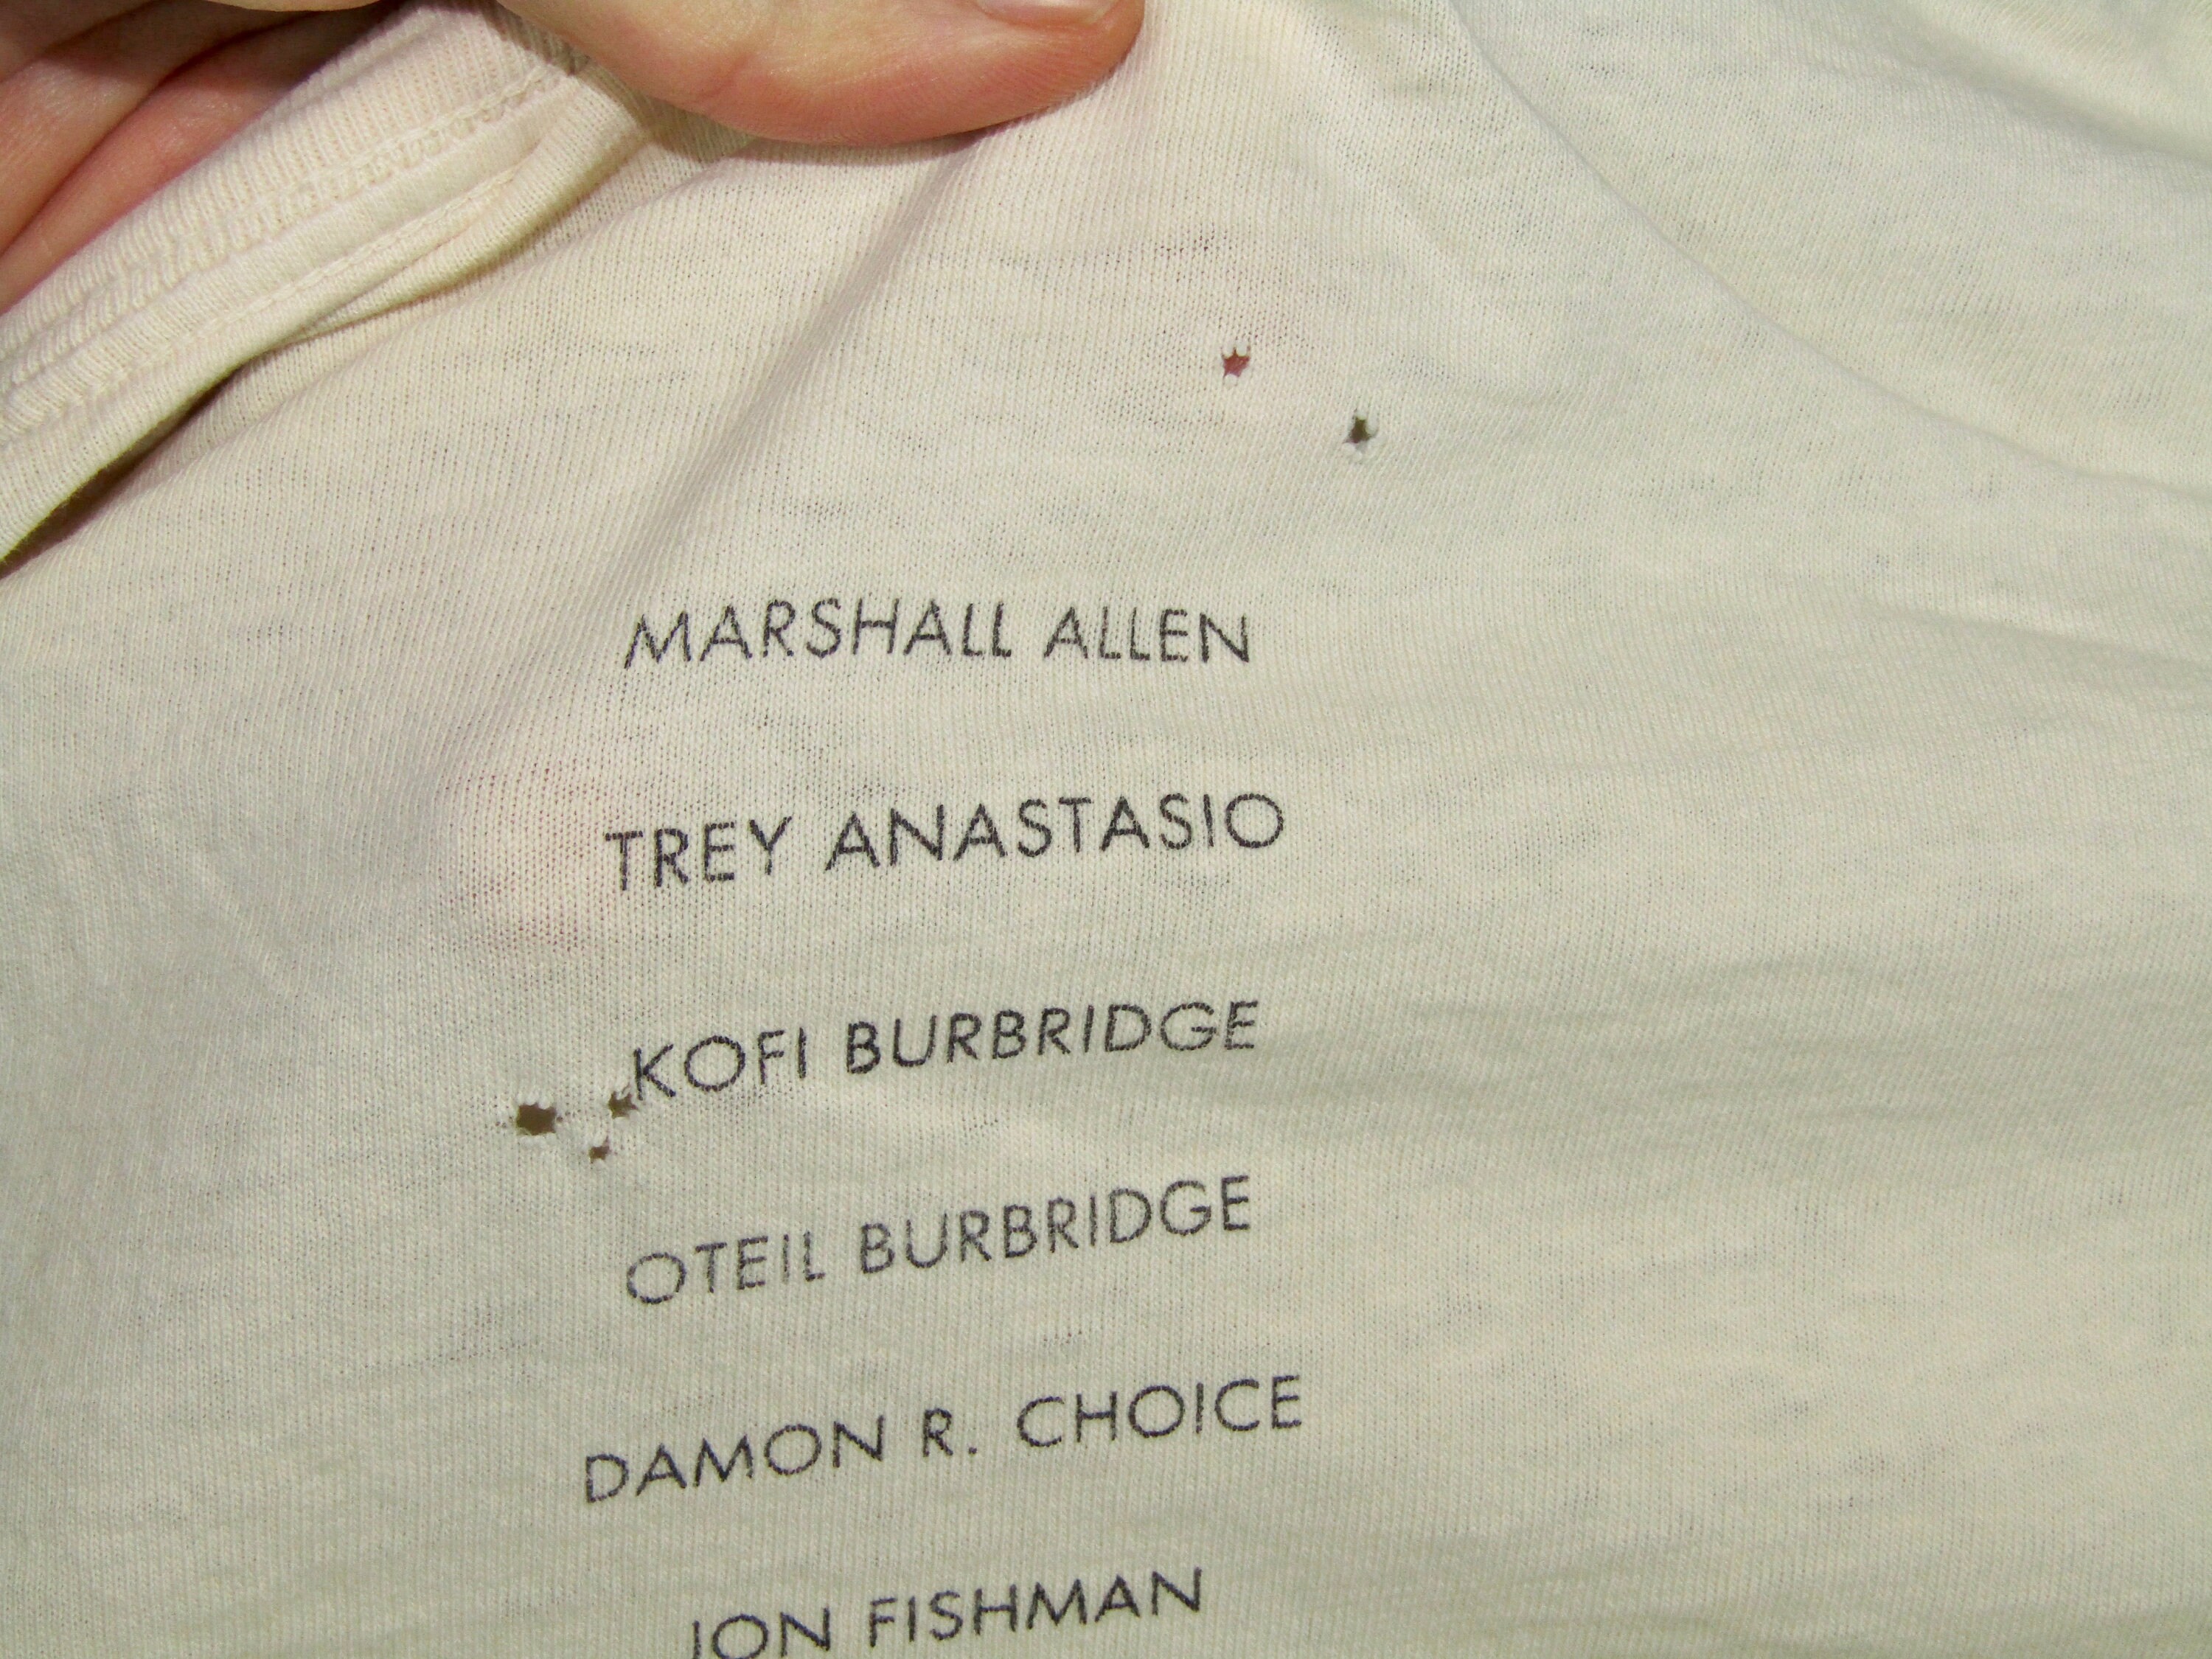 MARSHALL ALLEN
TREY ANASTASIO
KOFI BURBRIDGE
OTEIL BURBRIDGE
DAMON R. CHOICE
JON FISHMAN